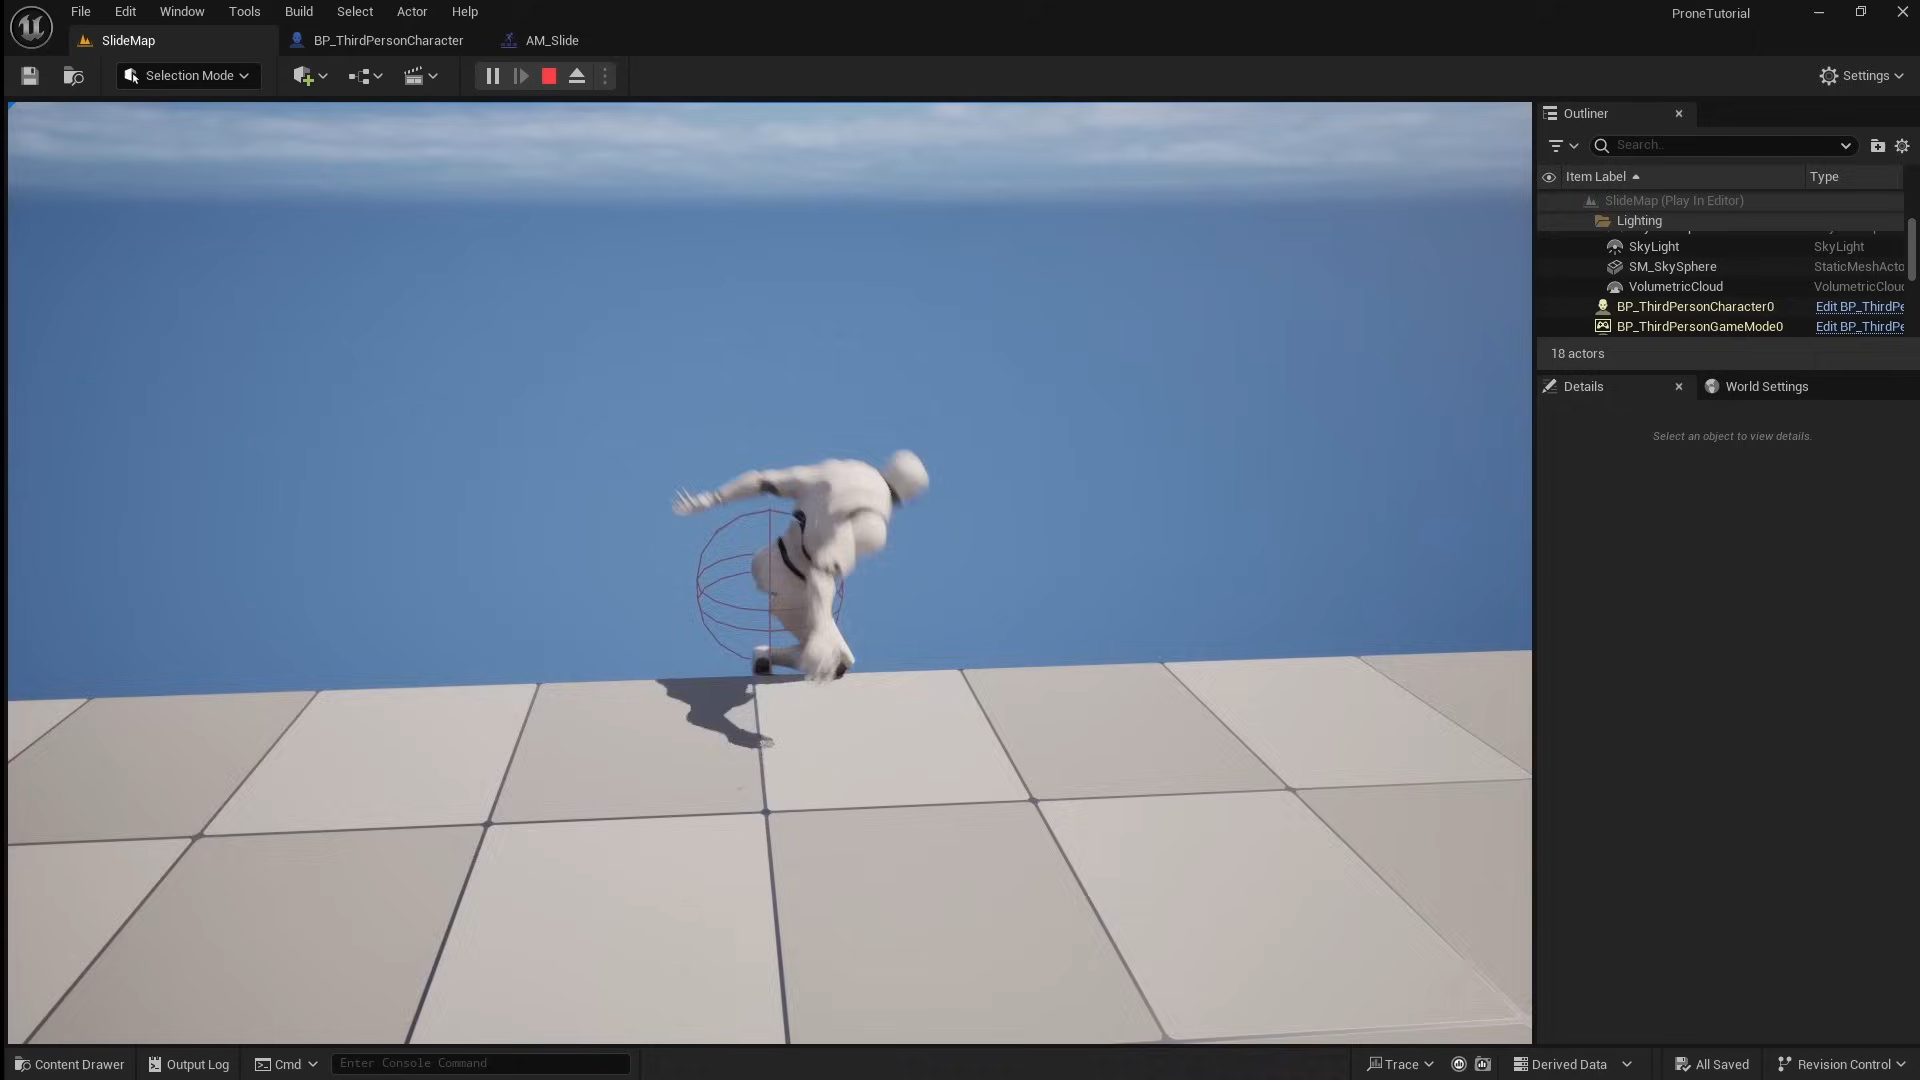 File Edit Window Tools Build Select Actor Help
ProneTutorial
SlideMap BP_ThirdPersonCharacter AM_Slide
Selection Mode
Settings
Outliner
Search...
Item Label Type
SlideMap (Play In Editor)
Lighting
SkyLight SkyLight
SM_SkySphere StaticMeshActo
VolumetricCloud VolumetricCloud
BP_ThirdPersonCharacter0 Edit BP_ThirdPe
BP_ThirdPersonGameMode0 Edit BP_ThirdPe
18 actors
Details World Settings
Select an object to view details.
Content Drawer Output Log Cmd Enter Console Command Trace Derived Data All Saved Revision Control